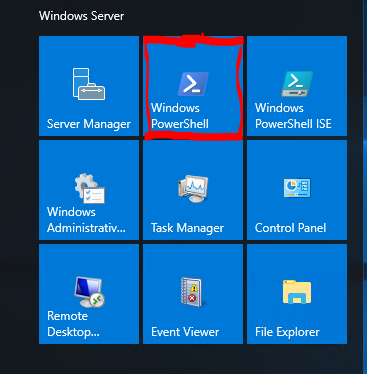 Windows Server
Server Manager
Windows
PowerShell
Windows
PowerShell ISE
Windows
Administrativ...
Task Manager
Control Panel
Remote
Desktop...
Event Viewer
File Explorer